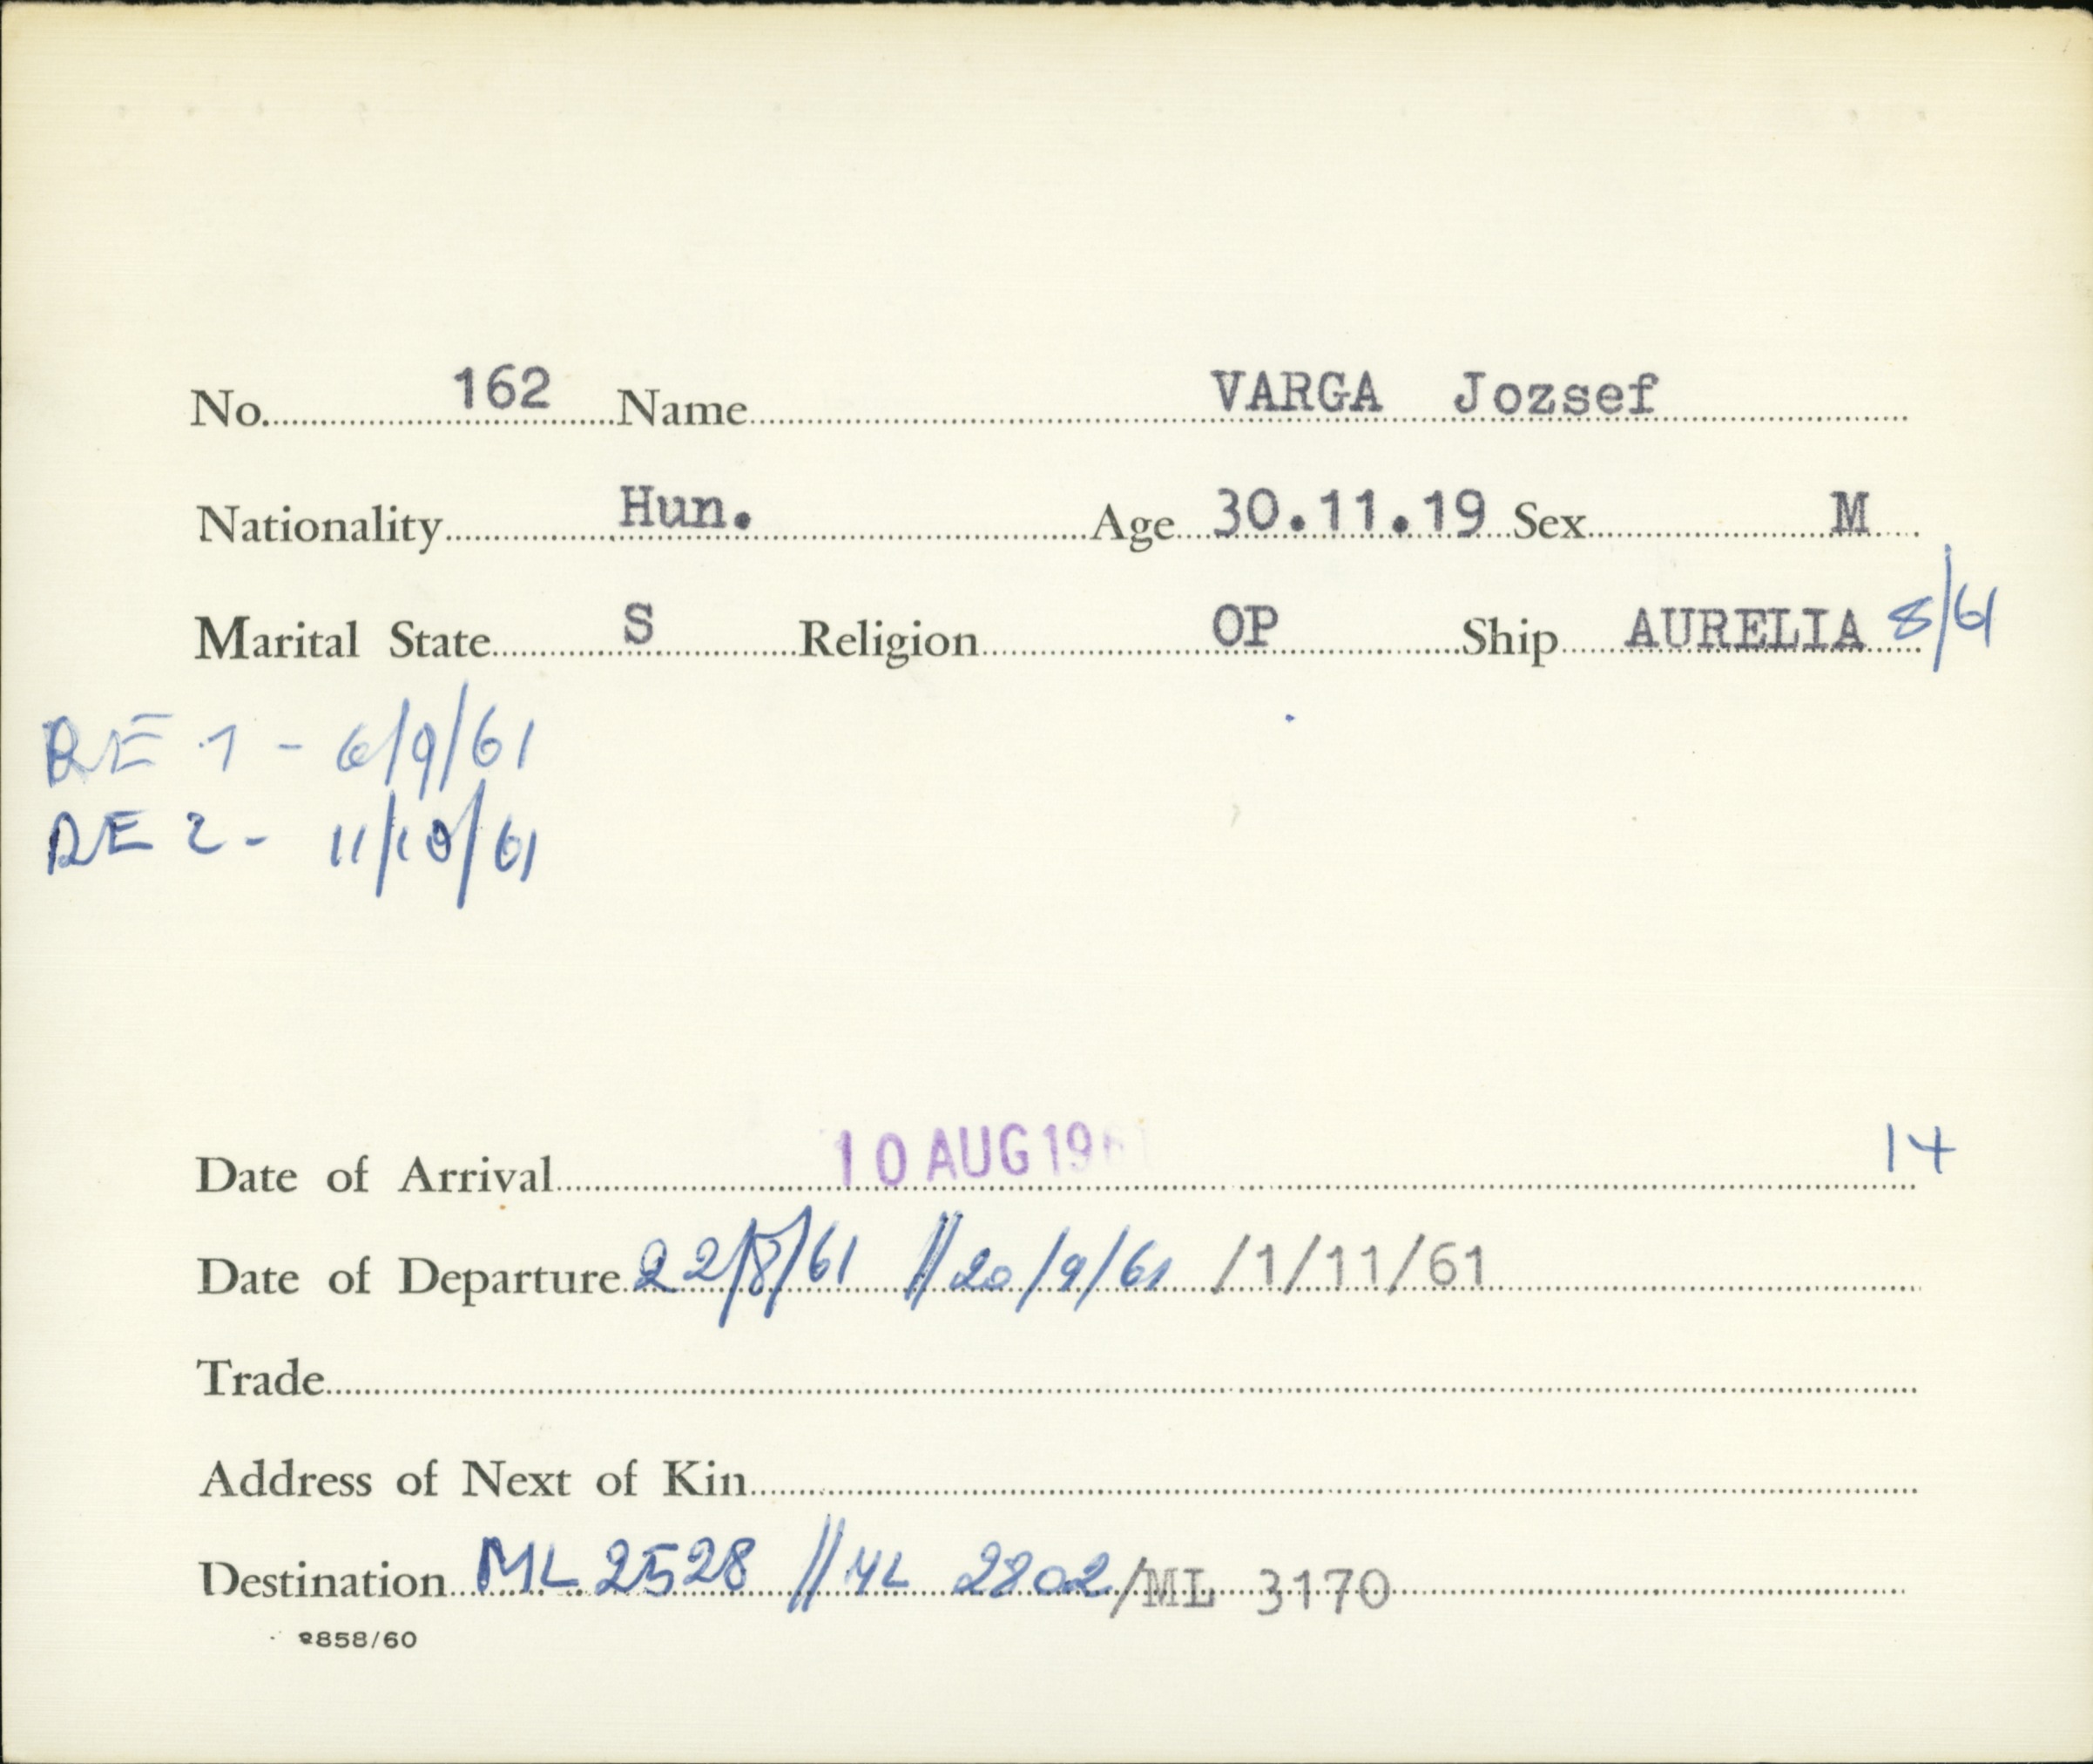 No. 162 Name VARGA Jozsef
Nationality Hun. Age 30.11.19 Sex M
Marital State S Religion OP Ship AURELIA 8/61
RE 1 - 6/9/61
RE 2 - 11/10/61
14
Date of Arrival 10 AUG 196
Date of Departure 22/8/61 // 20/9/61 /1/11/61
Trade
Address of Next of Kin
Destination ML 2528 // ML 2802/ML 3170
858/60